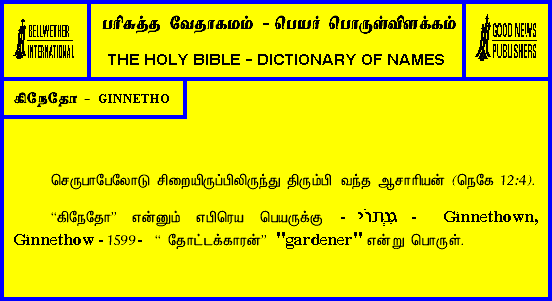 BELLWETHER
INTERNATIONAL
பரிசுத்த வேதாகமம் - பெயர் பொருள்விளக்கம்
THE HOLY BIBLE - DICTIONARY OF NAMES
GOOD NEWS
PUBLISHERS
கிநேதோ - GINNETHO
செருபாபேலோடு சிறையிருப்பிலிருந்து திரும்பி வந்த ஆசாரியன் (நெகே 12:4).
“கிநேதோ” என்னும் எபிரெய பெயருக்கு - גִּנְּתוֹי - Ginnethown,
Ginnethow - 1599 - “ தோட்டக்காரன்” "gardener" என்று பொருள்.